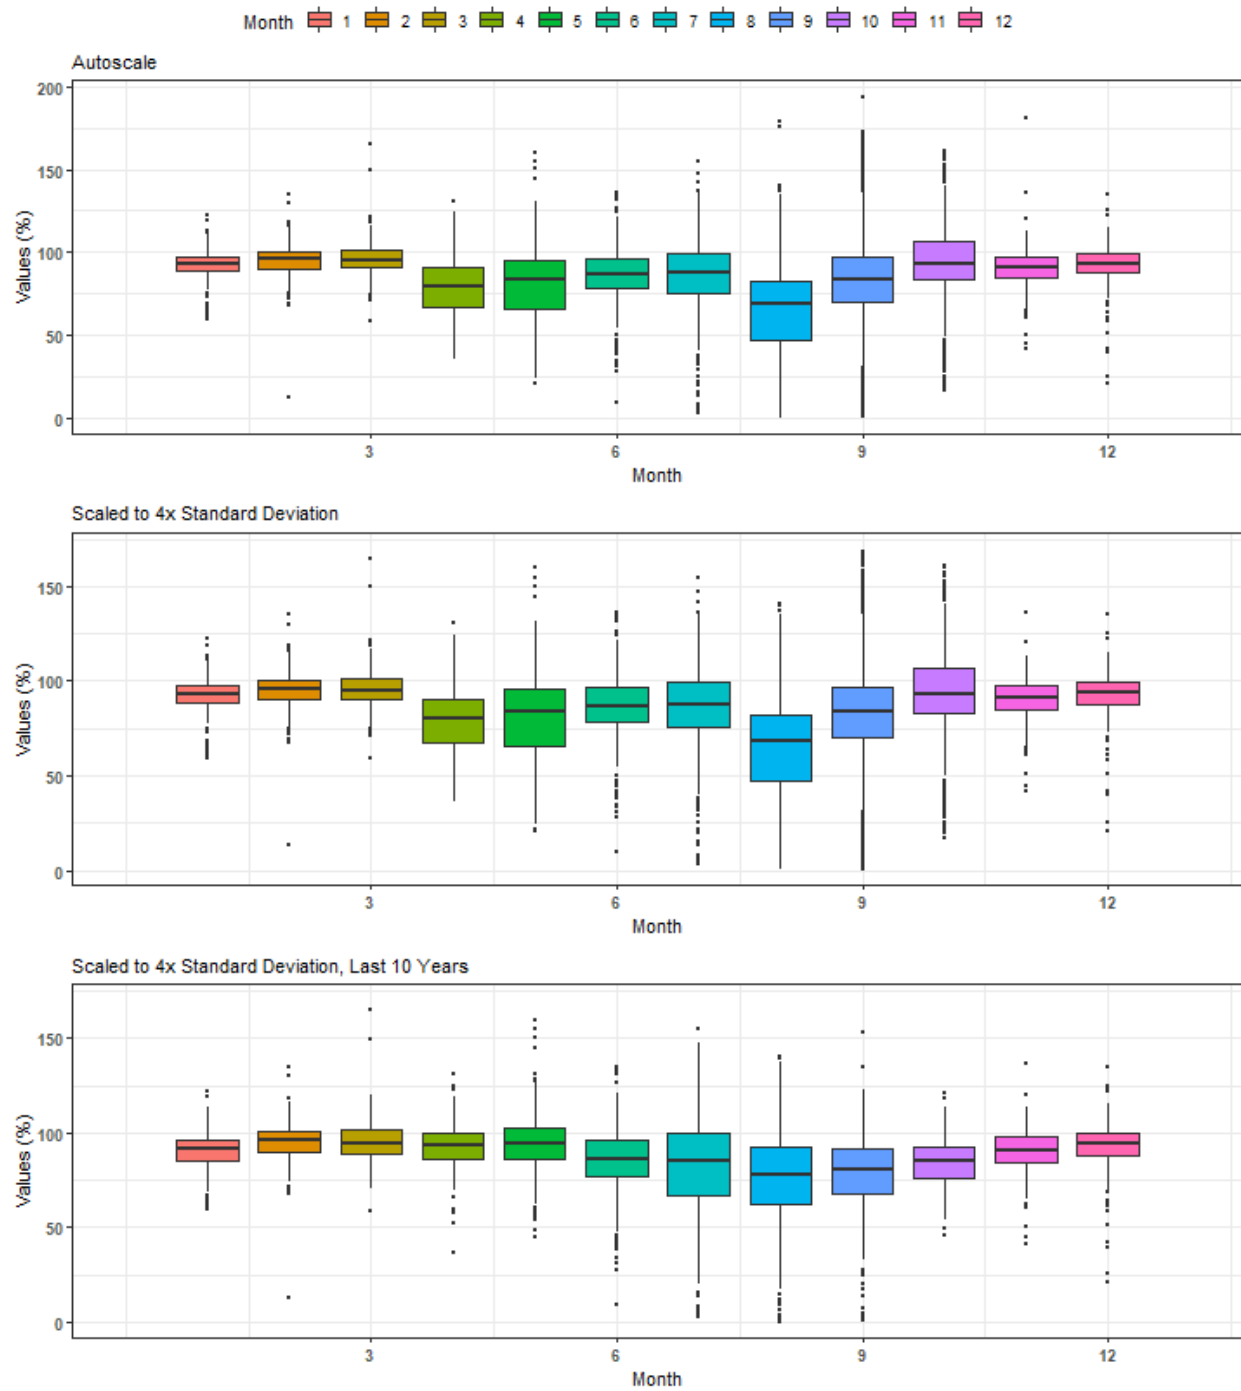 Month 1 2 3 4 5 6 7 8 9 10 11 12
Autoscale
200
150
100
50
0
Values (%)
3 6 9 12
Month
Scaled to 4x Standard Deviation
150
100
50
0
Values (%)
3 6 9 12
Month
Scaled to 4x Standard Deviation, Last 10 Years
150
100
50
0
Values (%)
3 6 9 12
Month